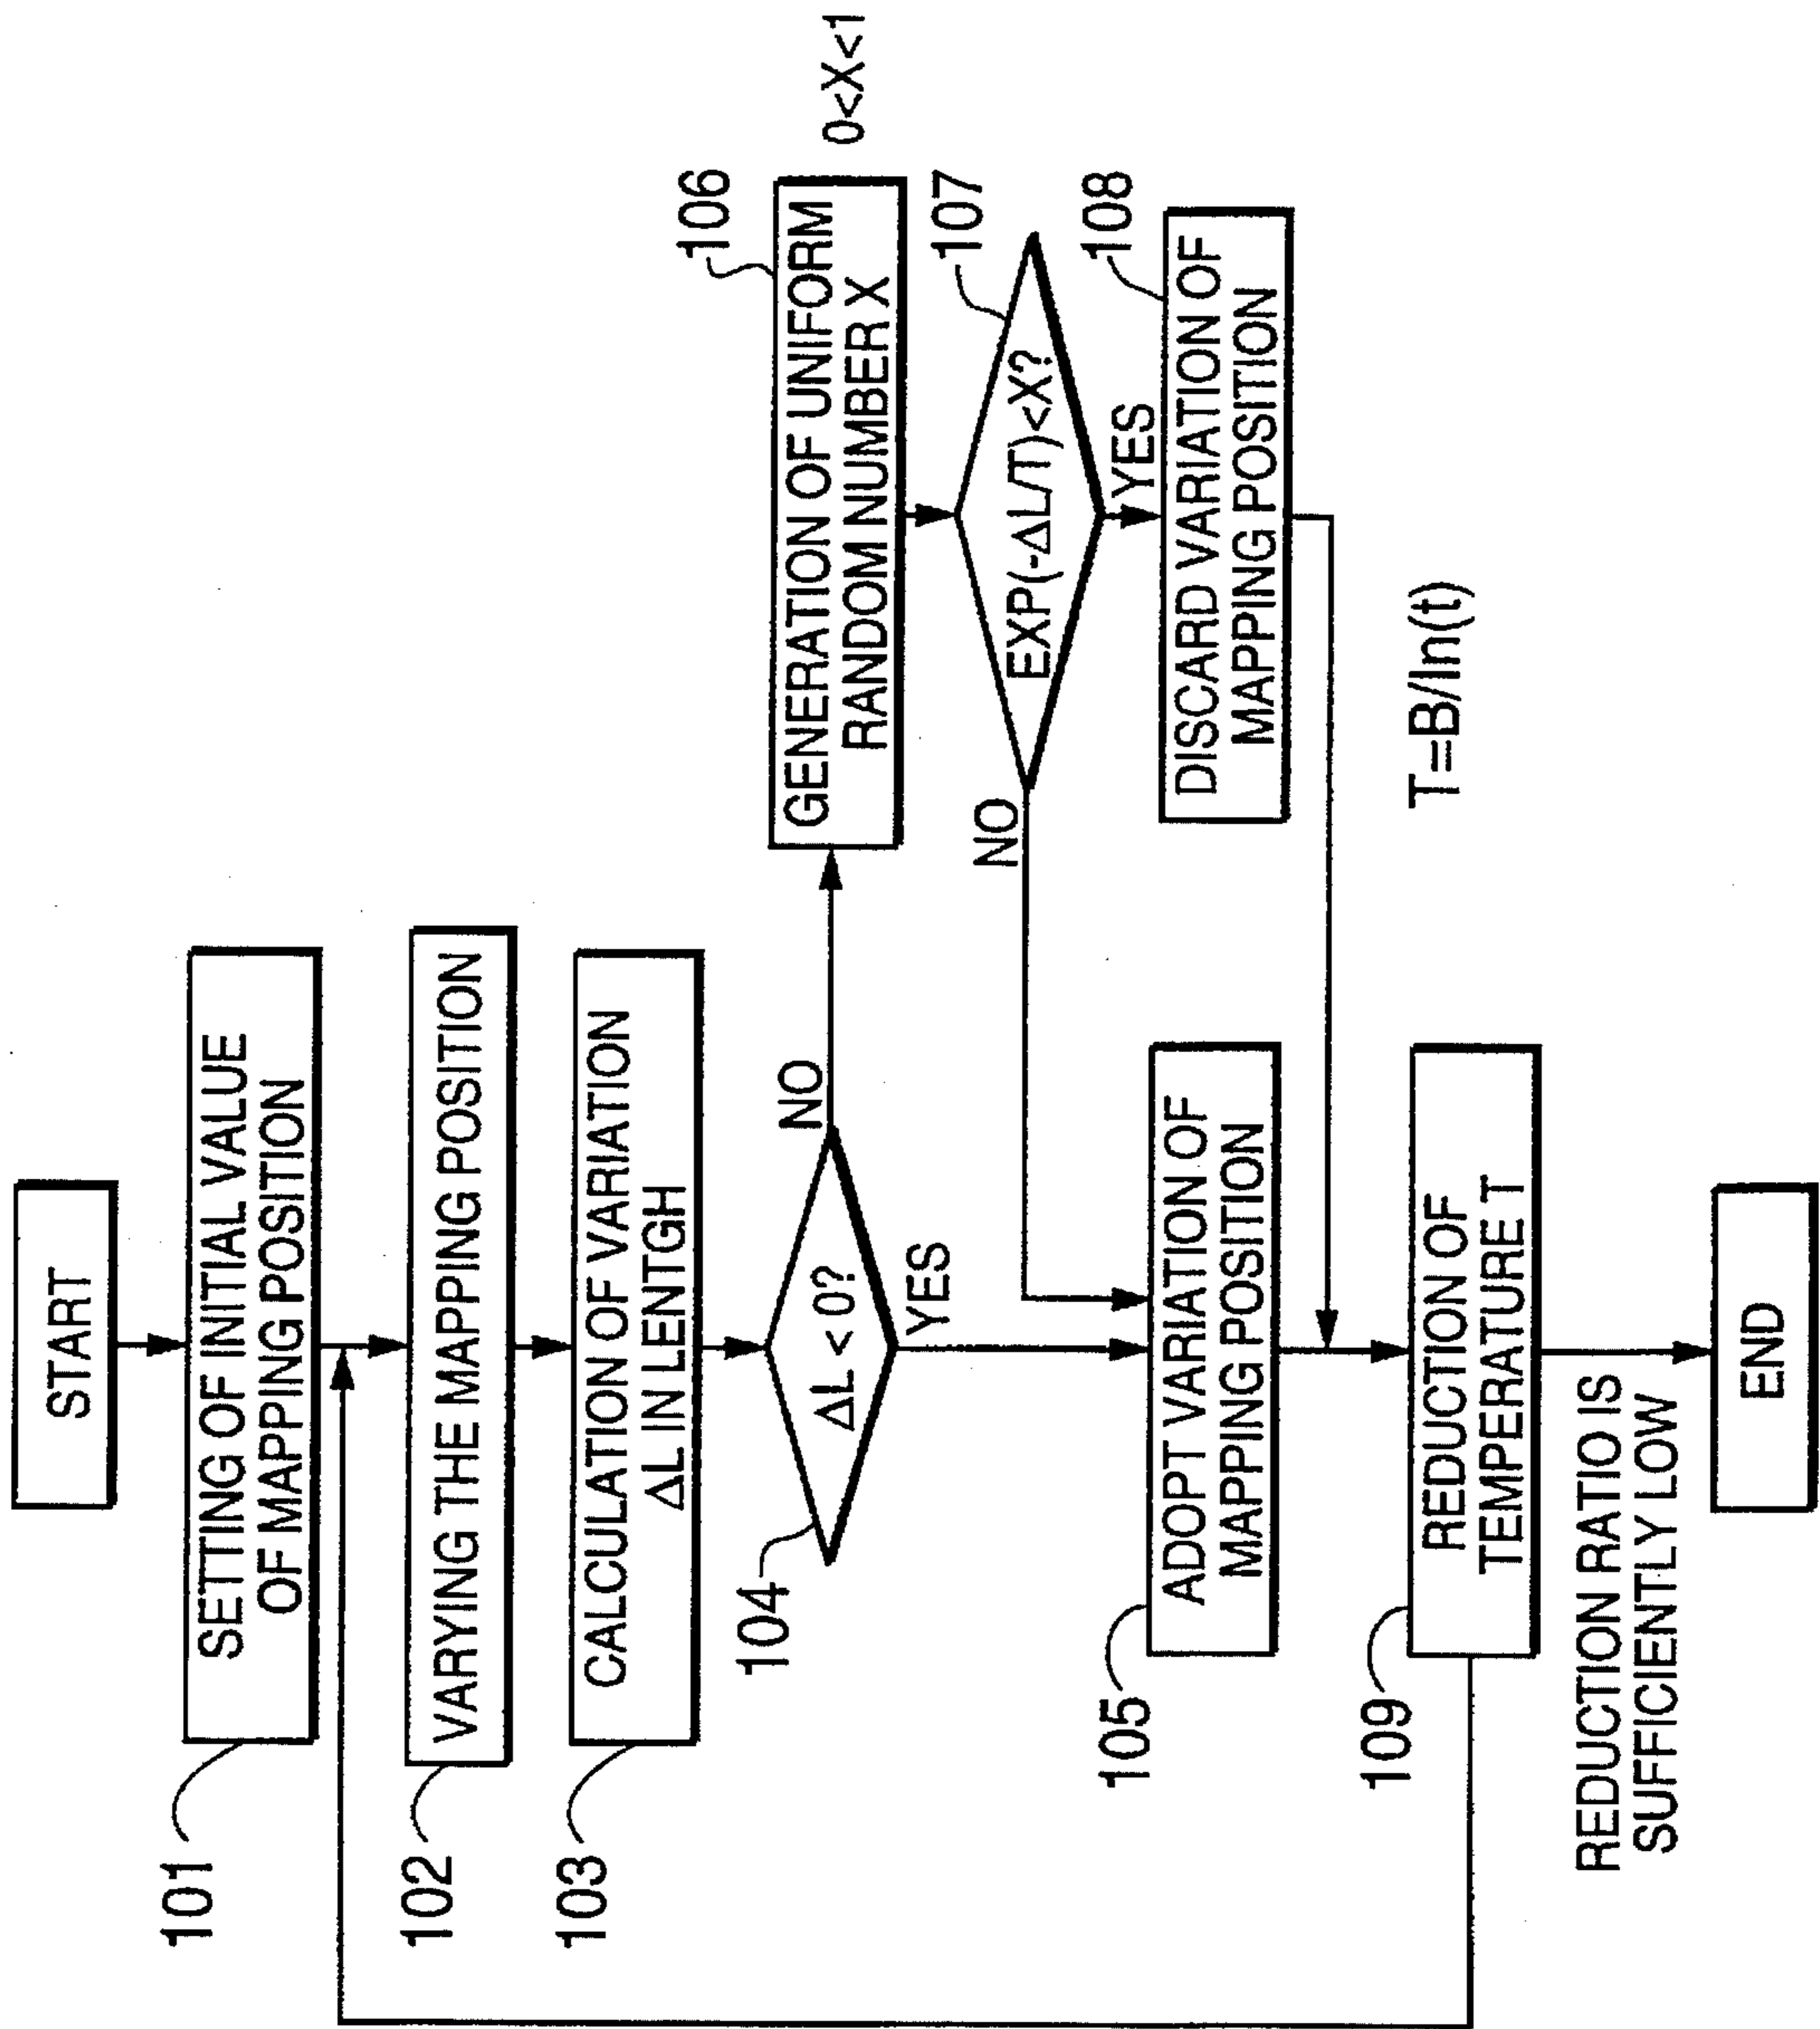 START
101
SETTING OF INITIAL VALUE
OF MAPPING POSITION
102
VARYING THE MAPPING POSITION
103
CALCULATION OF VARIATION
ΔL IN LENTGH
104
ΔL < 0?
NO
YES
106
GENERATION OF UNIFORM
RANDOM NUMBER X
0<X<1
107
EXP(-ΔL/T)<X?
NO
YES
108
DISCARD VARIATION OF
MAPPING POSITION
105
ADOPT VARIATION OF
MAPPING POSITION
T=B/ln(t)
109
REDUCTION OF
TEMPERATURE T
REDUCTION RATIO IS
SUFFICIENTLY LOW
END